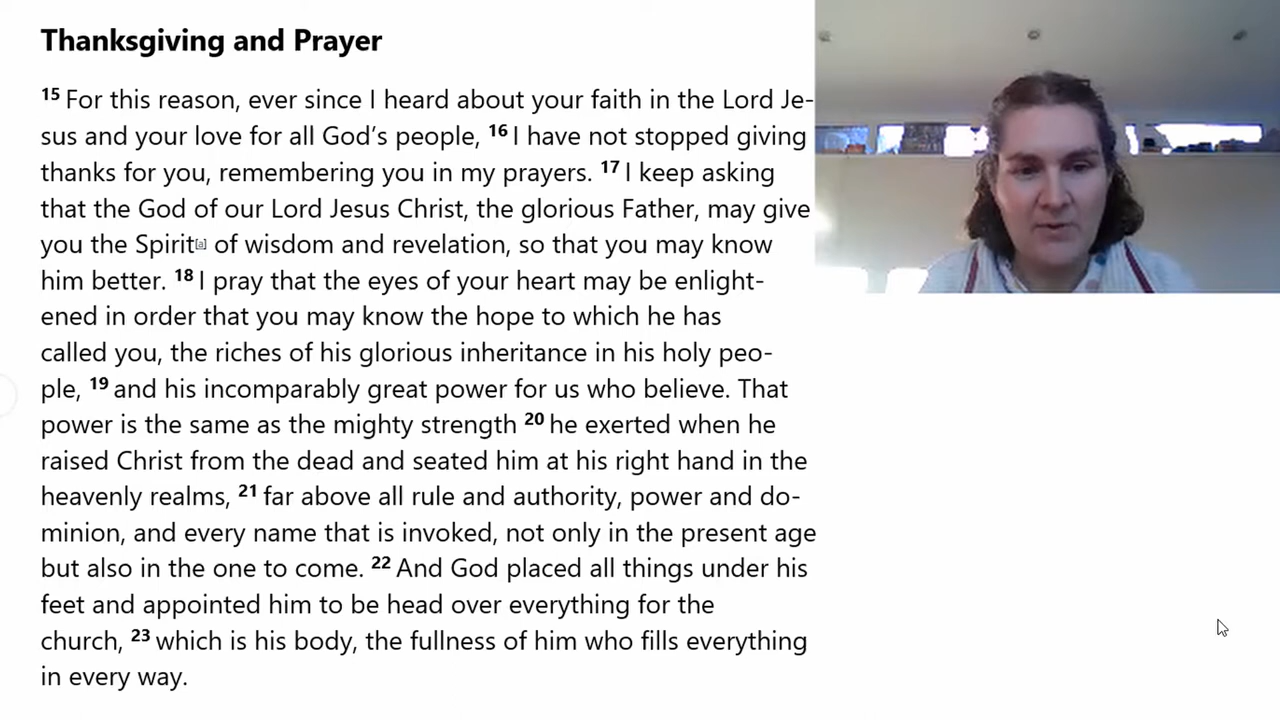 Thanksgiving and Prayer
15 For this reason, ever since I heard about your faith in the Lord Je-
sus and your love for all God’s people, 16 I have not stopped giving
thanks for you, remembering you in my prayers. 17 I keep asking
that the God of our Lord Jesus Christ, the glorious Father, may give
you the Spirit[a] of wisdom and revelation, so that you may know
him better. 18 I pray that the eyes of your heart may be enlight-
ened in order that you may know the hope to which he has
called you, the riches of his glorious inheritance in his holy peo-
ple, 19 and his incomparably great power for us who believe. That
power is the same as the mighty strength 20 he exerted when he
raised Christ from the dead and seated him at his right hand in the
heavenly realms, 21 far above all rule and authority, power and do-
minion, and every name that is invoked, not only in the present age
but also in the one to come. 22 And God placed all things under his
feet and appointed him to be head over everything for the
church, 23 which is his body, the fullness of him who fills everything
in every way.